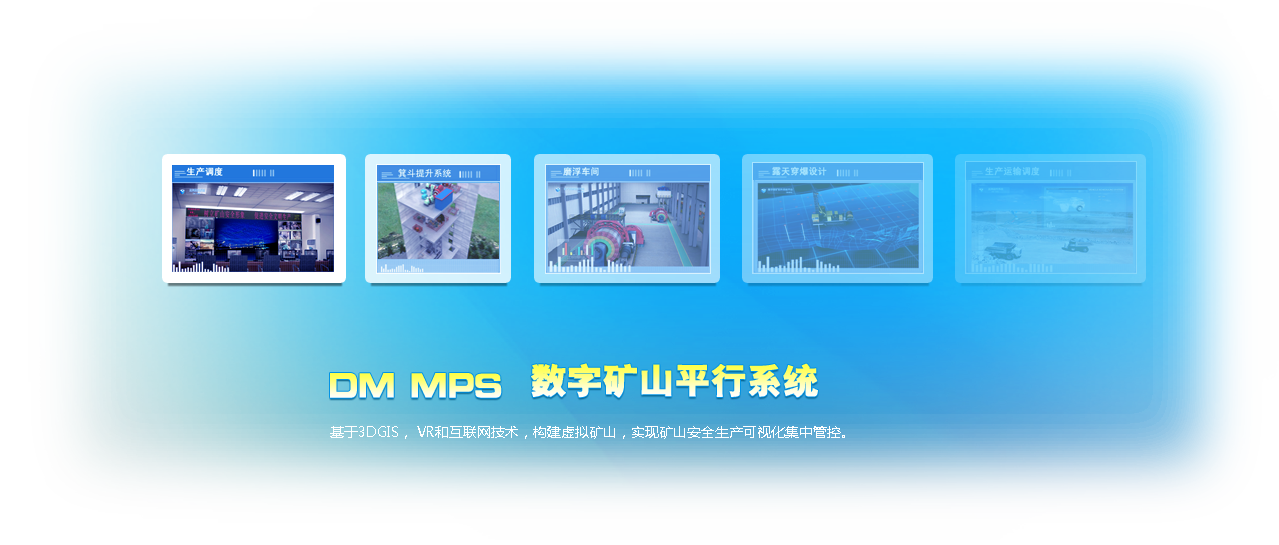 生产调度
箕斗提升系统
磨浮车间
露天穿爆设计
生产运输调度
DM MPS 数字矿山平行系统
基于3DGIS， VR和互联网技术，构建虚拟矿山，实现矿山安全生产可视化集中管控。